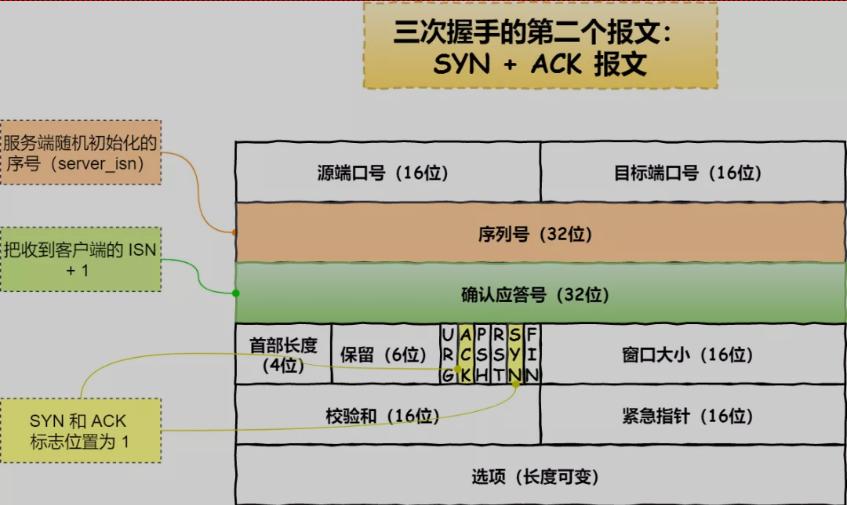 三次握手的第二个报文：
SYN + ACK 报文
服务端随机初始化的
序号（server_isn）
源端口号（16位）
目标端口号（16位）
序列号（32位）
把收到客户端的 ISN
+ 1
确认应答号（32位）
首部长度
（4位）
保留（6位）
URG
ACK
PSH
RST
SYN
FIN
窗口大小（16位）
SYN 和 ACK
标志位置为 1
校验和（16位）
紧急指针（16位）
选项（长度可变）